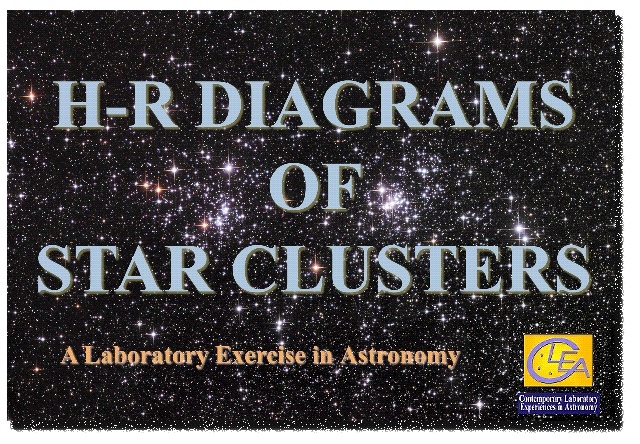 H-R DIAGRAMS
OF
STAR CLUSTERS
A Laboratory Exercise in Astronomy
CLEA
Contemporary Laboratory
Experiences in Astronomy